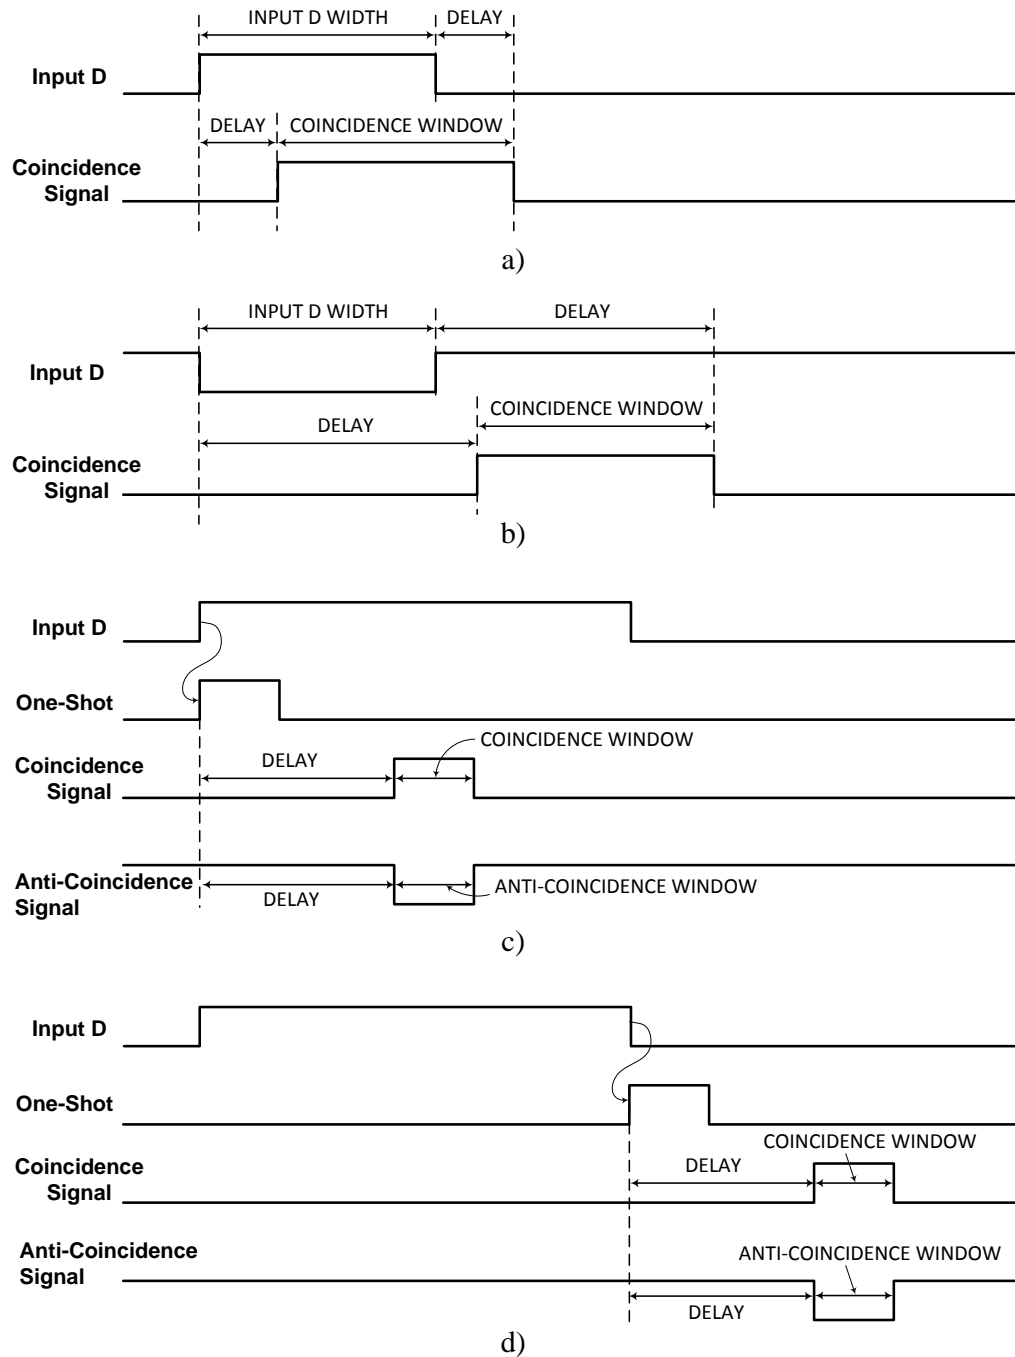 INPUT D WIDTH DELAY
Input D
DELAY COINCIDENCE WINDOW
Coincidence
Signal
a)
INPUT D WIDTH DELAY
Input D
COINCIDENCE WINDOW
DELAY
Coincidence
Signal
b)
Input D
One-Shot
COINCIDENCE WINDOW
DELAY
Coincidence
Signal
Anti-Coincidence
Signal
ANTI-COINCIDENCE WINDOW
DELAY
c)
Input D
One-Shot
COINCIDENCE WINDOW
Coincidence
Signal
DELAY
Anti-Coincidence
Signal
ANTI-COINCIDENCE WINDOW
DELAY
d)